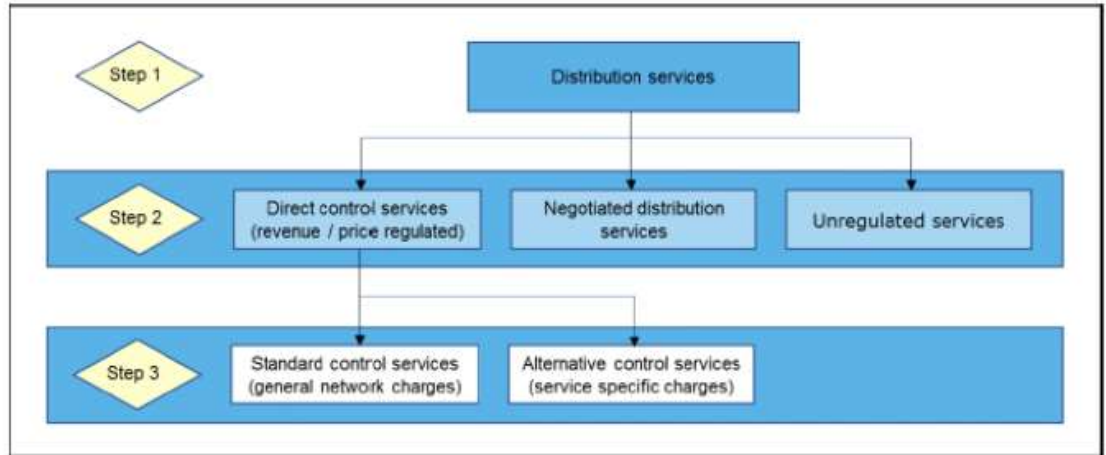 Step 1
Distribution services
Step 2
Direct control services
(revenue / price regulated)
Negotiated distribution
services
Unregulated services
Step 3
Standard control services
(general network charges)
Alternative control services
(service specific charges)